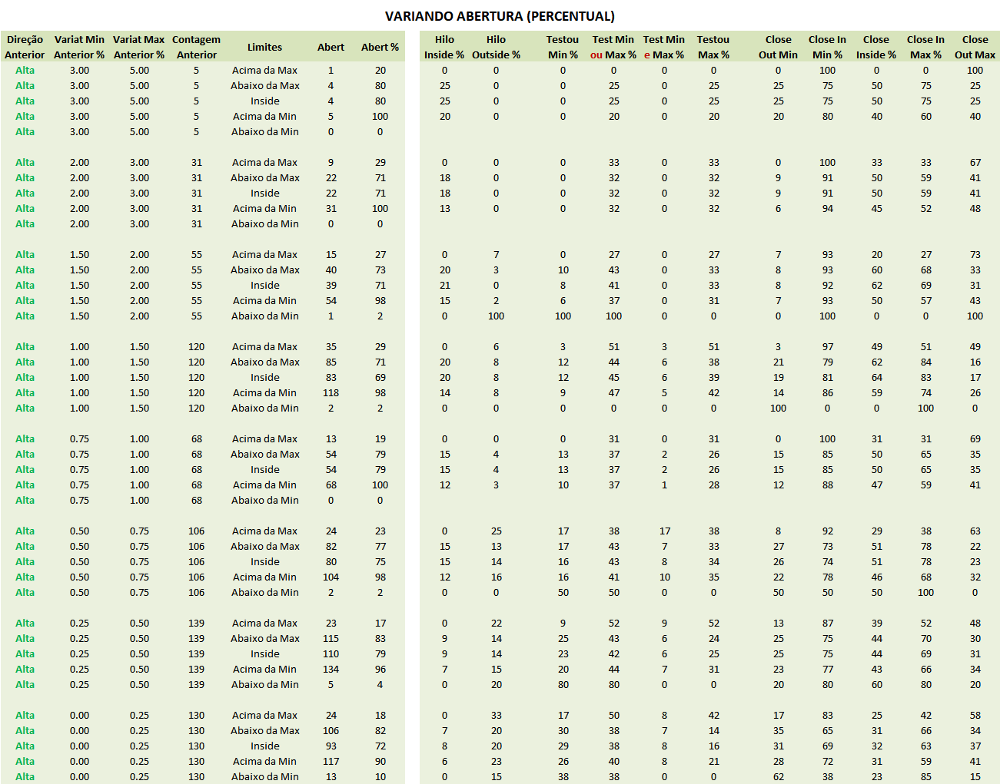 VARIANDO ABERTURA (PERCENTUAL)
Direção Variat Min Variat Max Contagem Limites Abert Abert % Hilo Hilo Testou Test Min Test Min Testou Close Close In Close Close In Close
Anterior Anterior % Anterior % Anterior Inside % Outside % Min % ou Max % e Max % Max % Out Min Min % Inside % Max % Out Max
Alta 3.00 5.00 5 Acima da Max 1 20 0 0 0 0 0 0 0 100 0 0 100
Alta 3.00 5.00 5 Abaixo da Max 4 80 25 0 0 25 0 25 25 75 50 75 25
Alta 3.00 5.00 5 Inside 4 80 25 0 0 25 0 25 25 75 50 75 25
Alta 3.00 5.00 5 Acima da Min 5 100 20 0 0 20 0 20 20 80 40 60 40
Alta 3.00 5.00 5 Abaixo da Min 0 0
Alta 2.00 3.00 31 Acima da Max 9 29 0 0 0 33 0 33 0 100 33 33 67
Alta 2.00 3.00 31 Abaixo da Max 22 71 18 0 0 32 0 32 9 91 50 59 41
Alta 2.00 3.00 31 Inside 22 71 18 0 0 32 0 32 9 91 50 59 41
Alta 2.00 3.00 31 Acima da Min 31 100 13 0 0 32 0 32 6 94 45 52 48
Alta 2.00 3.00 31 Abaixo da Min 0 0
Alta 1.50 2.00 55 Acima da Max 15 27 0 7 0 27 0 27 7 93 20 27 73
Alta 1.50 2.00 55 Abaixo da Max 40 73 20 3 10 43 0 33 8 93 60 68 33
Alta 1.50 2.00 55 Inside 39 71 21 0 8 41 0 33 8 92 62 69 31
Alta 1.50 2.00 55 Acima da Min 54 98 15 2 6 37 0 31 7 93 50 57 43
Alta 1.50 2.00 55 Abaixo da Min 1 2 0 100 100 100 0 0 0 100 0 0 100
Alta 1.00 1.50 120 Acima da Max 35 29 0 6 3 51 3 51 3 97 49 51 49
Alta 1.00 1.50 120 Abaixo da Max 85 71 20 8 12 44 6 38 21 79 62 84 16
Alta 1.00 1.50 120 Inside 83 69 20 8 12 45 6 39 19 81 64 83 17
Alta 1.00 1.50 120 Acima da Min 118 98 14 8 9 47 5 42 14 86 59 74 26
Alta 1.00 1.50 120 Abaixo da Min 2 2 0 0 0 0 0 0 100 0 0 100 0
Alta 0.75 1.00 68 Acima da Max 13 19 0 0 0 31 0 31 0 100 31 31 69
Alta 0.75 1.00 68 Abaixo da Max 54 79 15 4 13 37 2 26 15 85 50 65 35
Alta 0.75 1.00 68 Inside 54 79 15 4 13 37 2 26 15 85 50 65 35
Alta 0.75 1.00 68 Acima da Min 68 100 12 3 10 37 1 28 12 88 47 59 41
Alta 0.75 1.00 68 Abaixo da Min 0 0
Alta 0.50 0.75 106 Acima da Max 24 23 0 25 17 38 17 38 8 92 29 38 63
Alta 0.50 0.75 106 Abaixo da Max 82 77 15 13 17 43 7 33 27 73 51 78 22
Alta 0.50 0.75 106 Inside 80 75 15 14 16 43 8 34 26 74 51 78 23
Alta 0.50 0.75 106 Acima da Min 104 98 12 16 16 41 10 35 22 78 46 68 32
Alta 0.50 0.75 106 Abaixo da Min 2 2 0 0 50 50 0 0 50 50 50 100 0
Alta 0.25 0.50 139 Acima da Max 23 17 0 22 9 52 9 52 13 87 39 52 48
Alta 0.25 0.50 139 Abaixo da Max 115 83 9 14 25 43 6 24 25 75 44 70 30
Alta 0.25 0.50 139 Inside 110 79 9 14 23 42 6 25 25 75 44 69 31
Alta 0.25 0.50 139 Acima da Min 134 96 7 15 20 44 7 31 23 77 43 66 34
Alta 0.25 0.50 139 Abaixo da Min 5 4 0 20 80 80 0 0 20 80 60 80 20
Alta 0.00 0.25 130 Acima da Max 24 18 0 33 17 50 8 42 17 83 25 42 58
Alta 0.00 0.25 130 Abaixo da Max 106 82 7 20 30 38 7 14 35 65 31 66 34
Alta 0.00 0.25 130 Inside 93 72 8 20 29 38 8 16 31 69 32 63 37
Alta 0.00 0.25 130 Acima da Min 117 90 6 23 26 40 8 21 28 72 31 59 41
Alta 0.00 0.25 130 Abaixo da Min 13 10 0 15 38 38 0 0 62 38 23 85 15